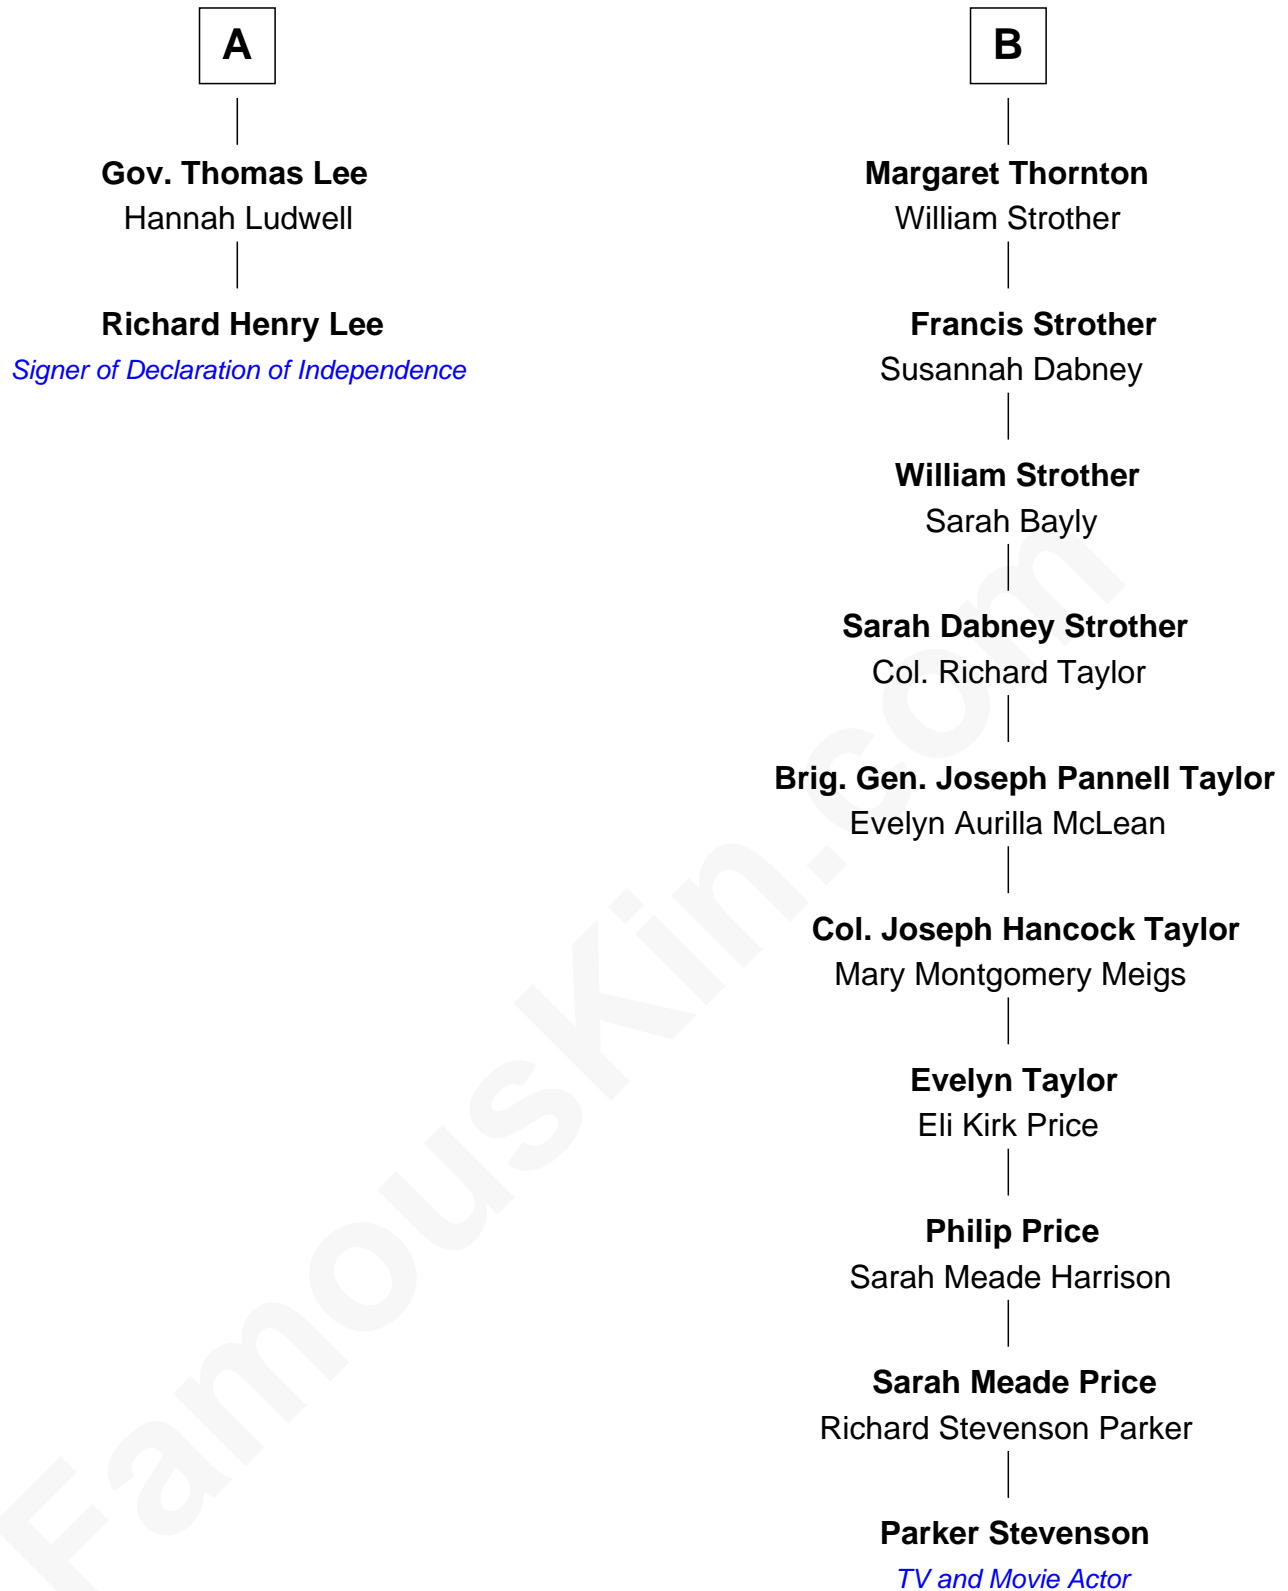 A
Gov. Thomas Lee
Hannah Ludwell
Richard Henry Lee
Signer of Declaration of Independence
B
Margaret Thornton
William Strother
Francis Strother
Susannah Dabney
William Strother
Sarah Bayly
Sarah Dabney Strother
Col. Richard Taylor
Brig. Gen. Joseph Pannell Taylor
Evelyn Aurilla McLean
Col. Joseph Hancock Taylor
Mary Montgomery Meigs
Evelyn Taylor
Eli Kirk Price
Philip Price
Sarah Meade Harrison
Sarah Meade Price
Richard Stevenson Parker
Parker Stevenson
TV and Movie Actor
FamousKin.com